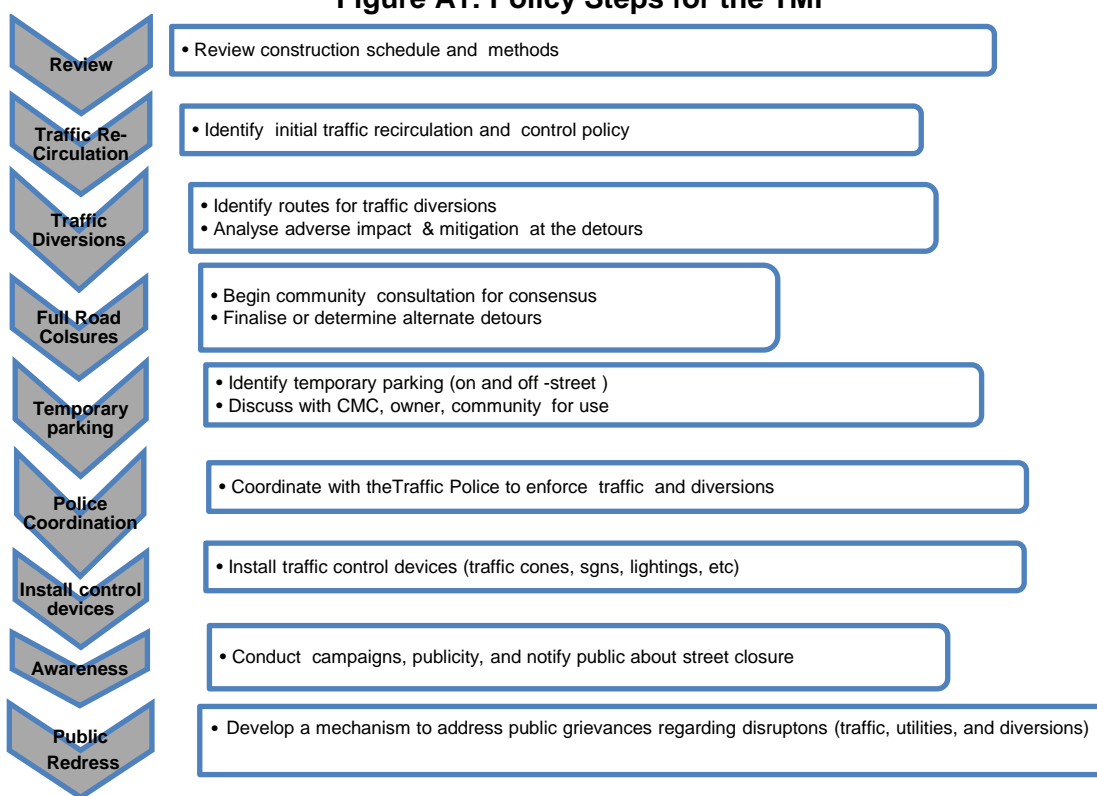 Figure A1: Policy Steps for the TMP
Review
• Review construction schedule and methods
Traffic Re-
Circulation
• Identify initial traffic recirculation and control policy
Traffic
Diversions
• Identify routes for traffic diversions
• Analyse adverse impact & mitigation at the detours
Full Road
Colsures
• Begin community consultation for consensus
• Finalise or determine alternate detours
Temporary
parking
• Identify temporary parking (on and off -street )
• Discuss with CMC, owner, community for use
Police
Coordination
• Coordinate with theTraffic Police to enforce traffic and diversions
Install control
devices
• Install traffic control devices (traffic cones, sgns, lightings, etc)
Awareness
• Conduct campaigns, publicity, and notify public about street closure
Public
Redress
• Develop a mechanism to address public grievances regarding disruptons (traffic, utilities, and diversions)